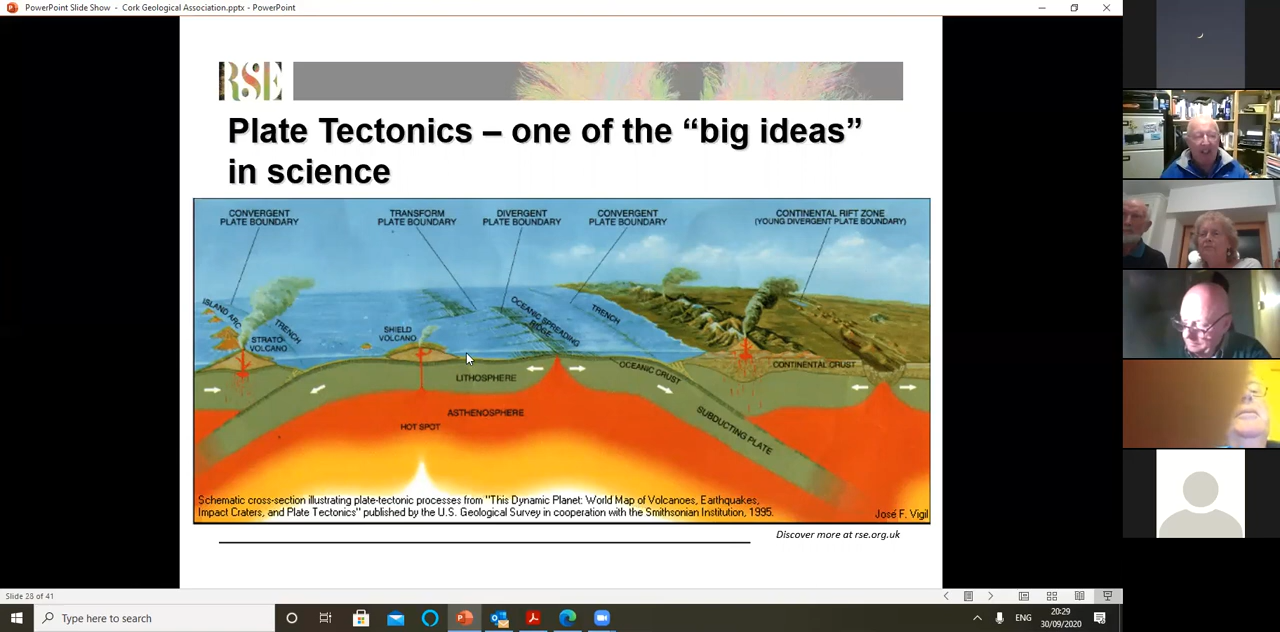 PowerPoint Slide Show - Cork Geological Association.pptx - PowerPoint
RSE
Plate Tectonics – one of the “big ideas”
in science
CONVERGENT
PLATE BOUNDARY
TRANSFORM
PLATE BOUNDARY
DIVERGENT
PLATE BOUNDARY
CONVERGENT
PLATE BOUNDARY
CONTINENTAL RIFT ZONE
(YOUNG DIVERGENT PLATE BOUNDARY)
ISLAND ARC
TRENCH
STRATO-
VOLCANO
SHIELD
VOLCANO
OCEANIC SPREADING
RIDGE
TRENCH
LITHOSPHERE
OCEANIC CRUST
CONTINENTAL CRUST
ASTHENOSPHERE
HOT SPOT
SUBDUCTING PLATE
Schematic cross-section illustrating plate-tectonic processes from "This Dynamic Planet: World Map of Volcanoes, Earthquakes,
Impact Craters, and Plate Tectonics" published by the U.S. Geological Survey in cooperation with the Smithsonian Institution, 1995.
José F. Vigil
Discover more at rse.org.uk
Slide 28 of 41
Type here to search
ENG
20:29
30/09/2020